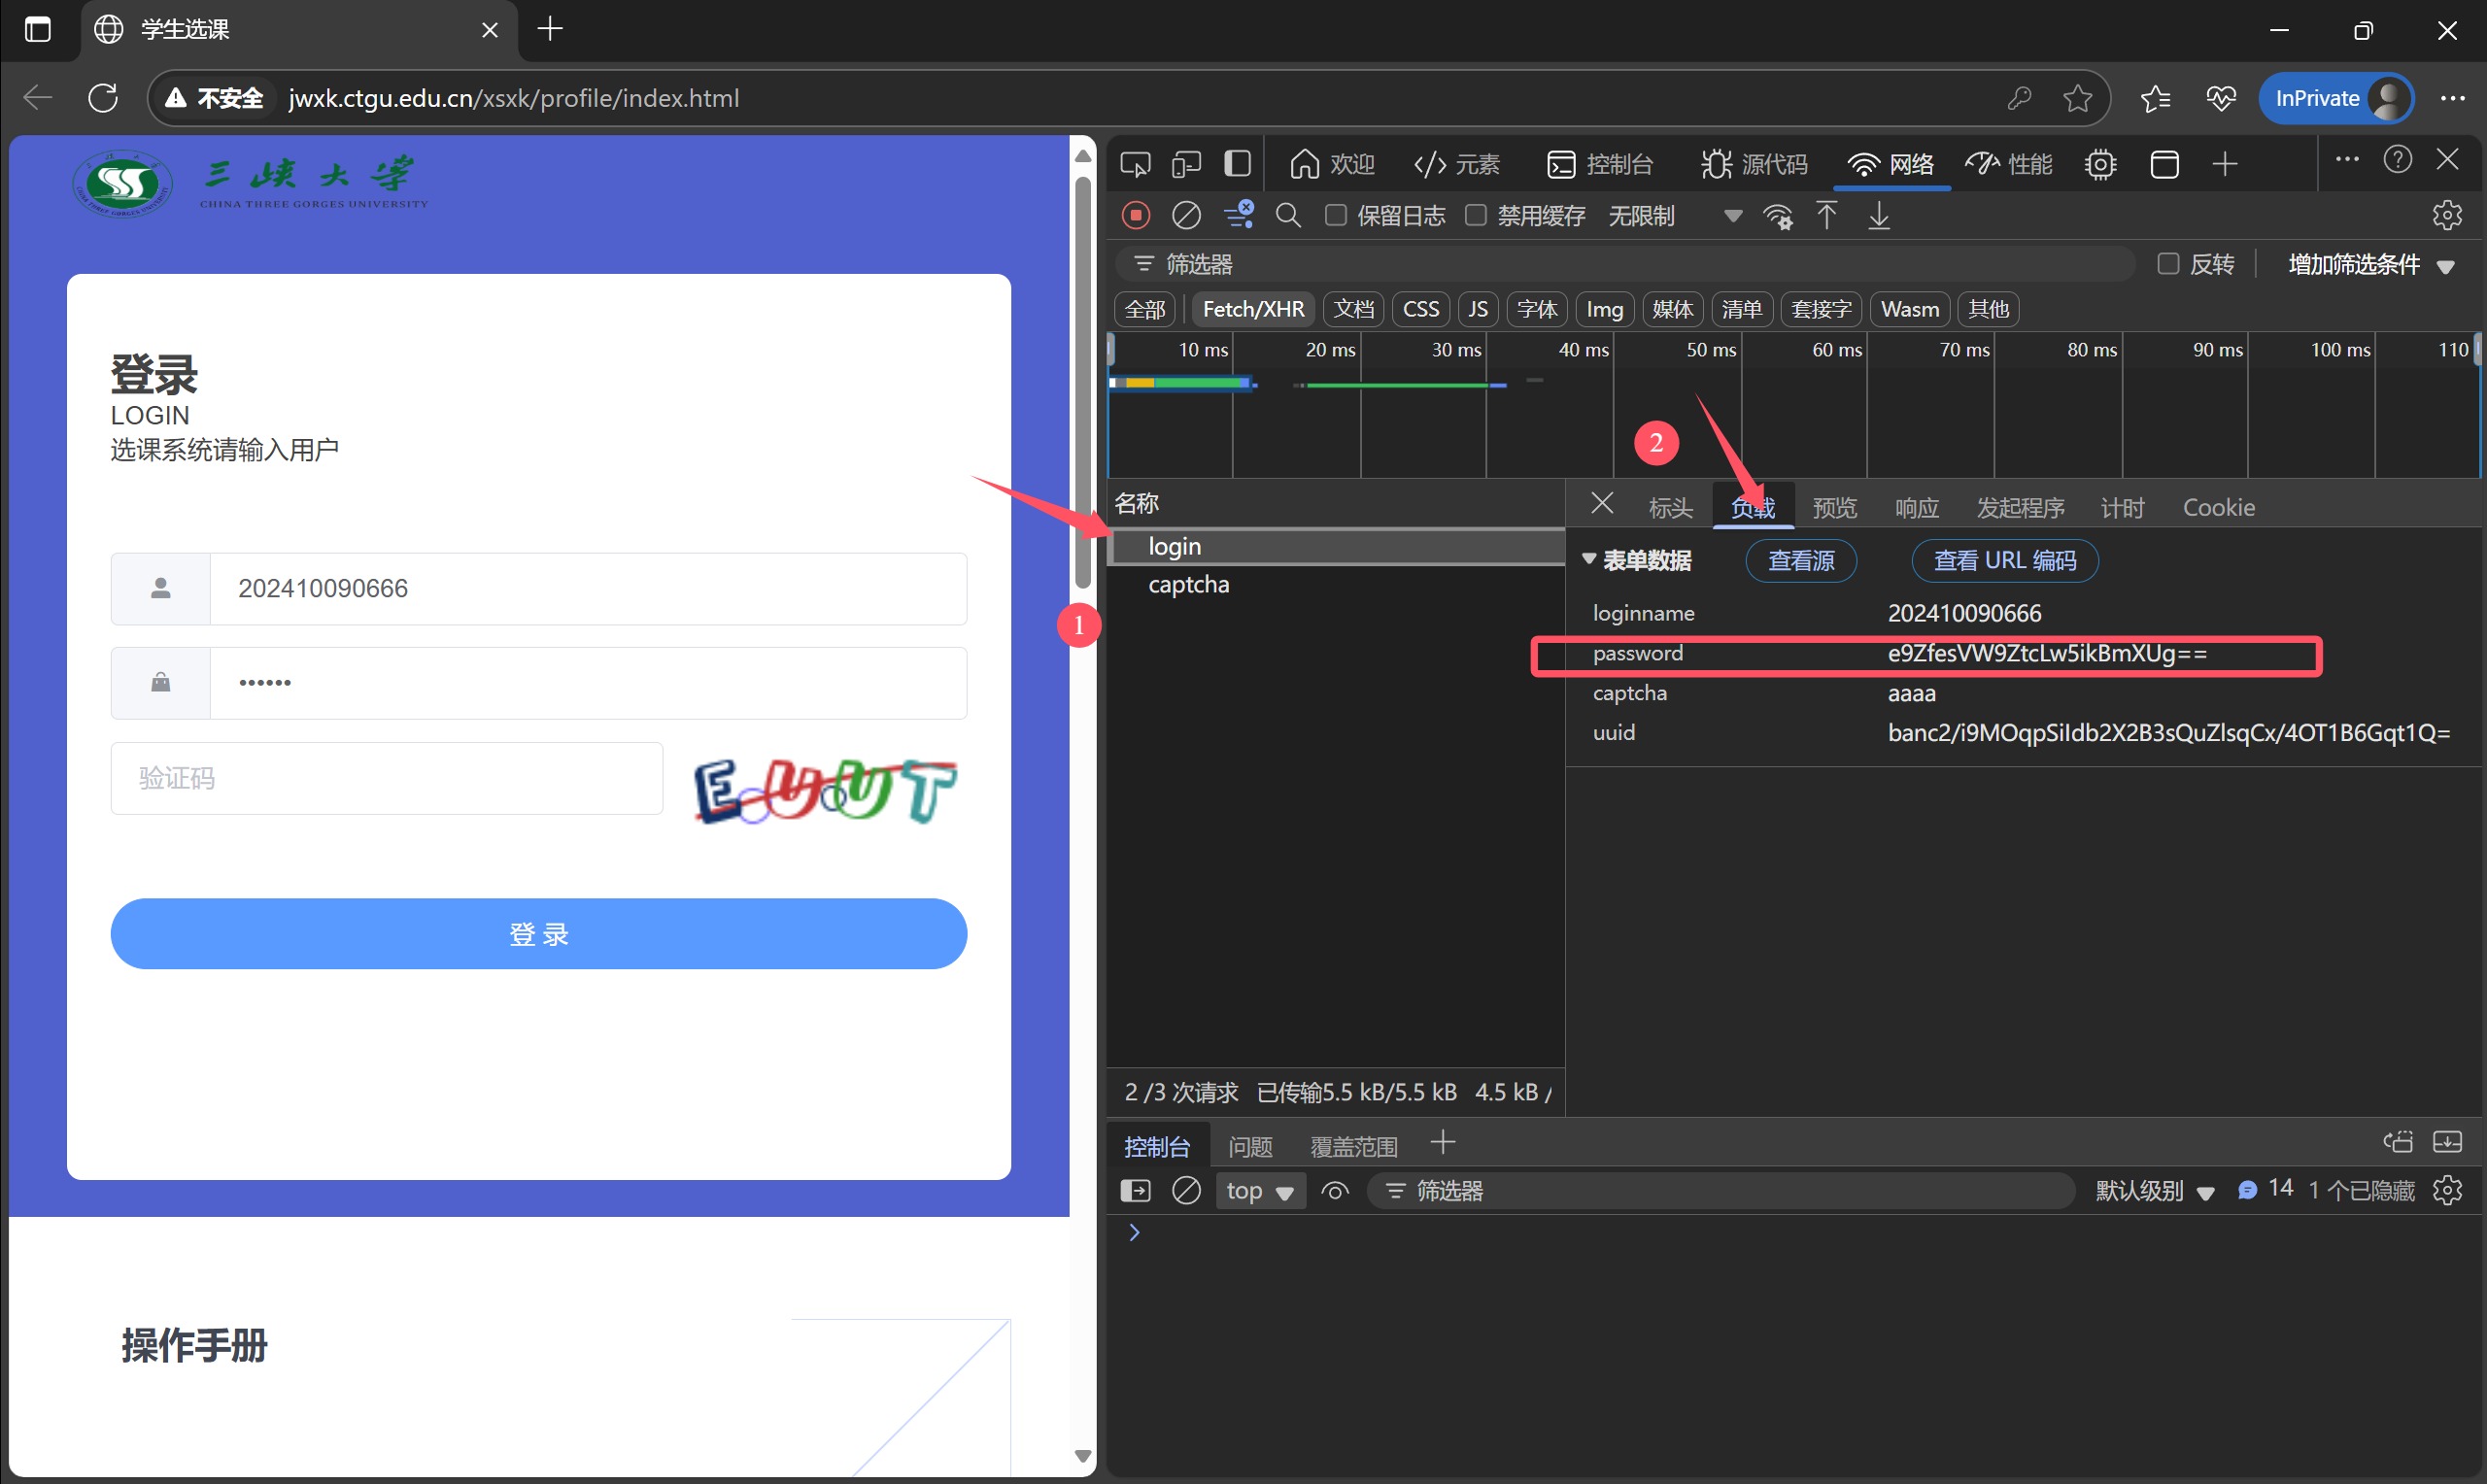 学生选课
不安全 jwxk.ctgu.edu.cn/xsxk/profile/index.html
InPrivate
三峡大学
CHINA THREE GORGES UNIVERSITY
登录
LOGIN
选课系统请输入用户
202410090666
••••••
验证码
EUUT
登 录
操作手册
欢迎 元素 控制台 源代码 网络 性能
保留日志 禁用缓存 无限制
筛选器 反转 增加筛选条件
全部 Fetch/XHR 文档 CSS JS 字体 Img 媒体 清单 套接字 Wasm 其他
10 ms 20 ms 30 ms 40 ms 50 ms 60 ms 70 ms 80 ms 90 ms 100 ms 110
2
名称
login
captcha
1
标头 负载 预览 响应 发起程序 计时 Cookie
表单数据 查看源 查看 URL 编码
loginname 202410090666
password e9ZfesVW9ZtcLw5ikBmXUg==
captcha aaaa
uuid banc2/i9MOqpSiIdb2X2B3sQuZlsqCx/4OT1B6Gqt1Q=
2 /3 次请求 已传输5.5 kB/5.5 kB 4.5 kB /
控制台 问题 覆盖范围
top 筛选器 默认级别 14 1 个已隐藏